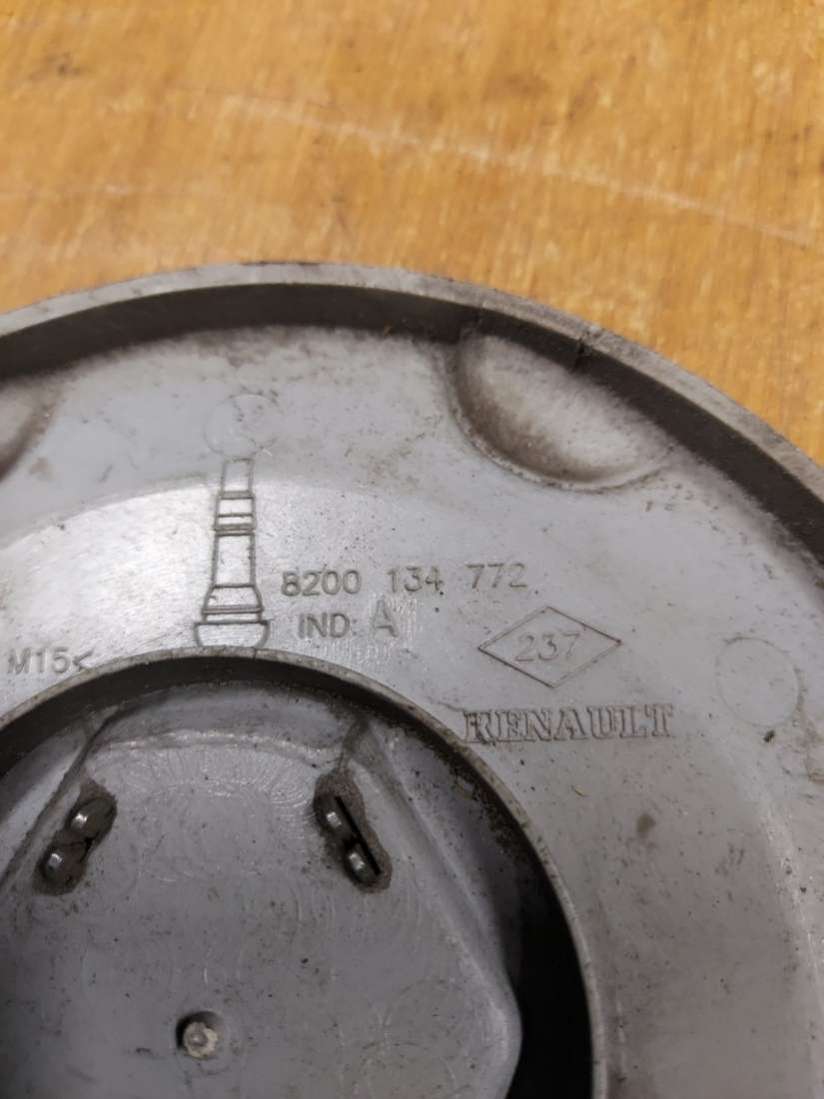 8200 134 772
IND: A
237
M15<
RENAULT